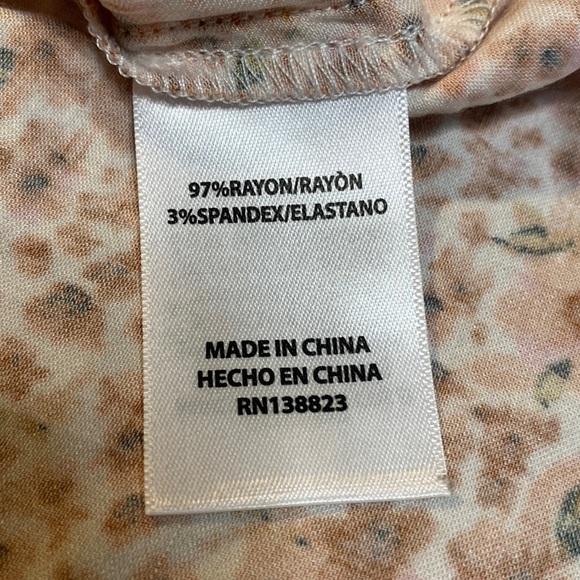 97%RAYON/RAYÒN
3%SPANDEX/ELASTANO
MADE IN CHINA
HECHO EN CHINA
RN138823